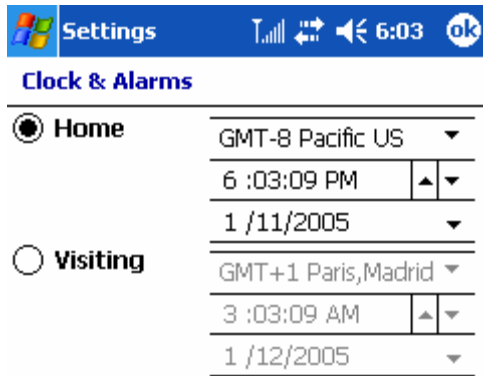 Settings 6:03 ok
Clock & Alarms
Home
GMT-8 Pacific US
6 :03:09 PM
1 /11/2005
Visiting
GMT+1 Paris,Madrid
3 :03:09 AM
1 /12/2005